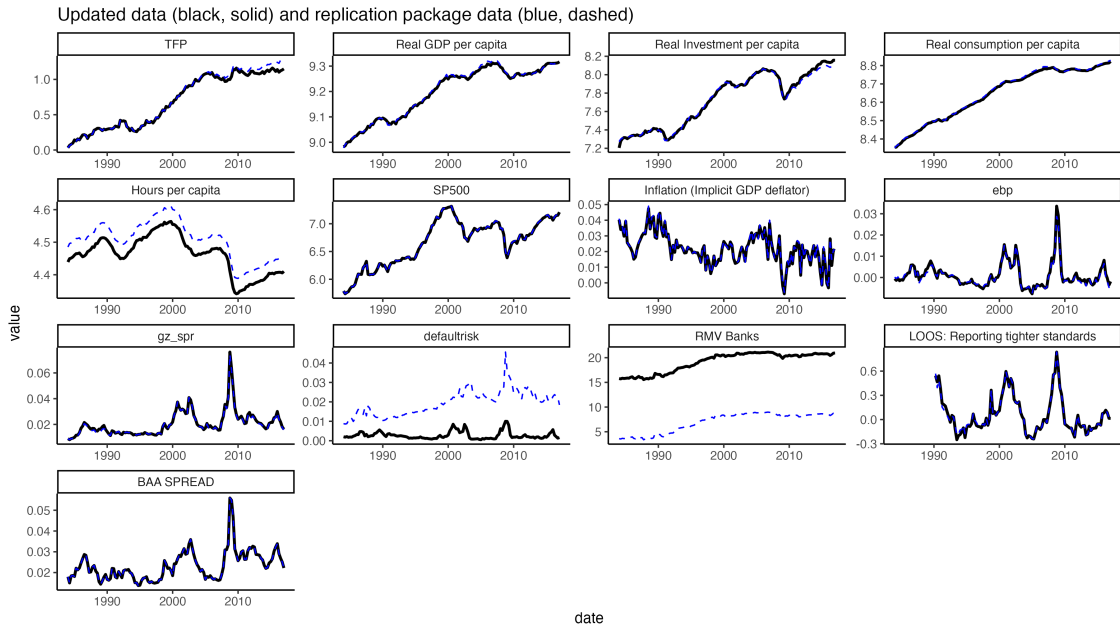 Updated data (black, solid) and replication package data (blue, dashed)
TFP
Real GDP per capita
Real Investment per capita
Real consumption per capita
1.0
0.5
0.0
1990 2000 2010
9.3
9.2
9.1
9.0
1990 2000 2010
8.2
8.0
7.8
7.6
7.4
7.2
1990 2000 2010
8.8
8.7
8.6
8.5
8.4
1990 2000 2010
Hours per capita
SP500
Inflation (Implicit GDP deflator)
ebp
4.6
4.5
4.4
1990 2000 2010
7.0
6.5
6.0
1990 2000 2010
0.05
0.04
0.03
0.02
0.01
0.00
1990 2000 2010
0.03
0.02
0.01
0.00
1990 2000 2010
value
gz_spr
defaultrisk
RMV Banks
LOOS: Reporting tighter standards
0.06
0.04
0.02
1990 2000 2010
0.04
0.03
0.02
0.01
0.00
1990 2000 2010
20
15
10
5
1990 2000 2010
0.6
0.3
0.0
-0.3
1990 2000 2010
BAA SPREAD
0.05
0.04
0.03
0.02
1990 2000 2010
date